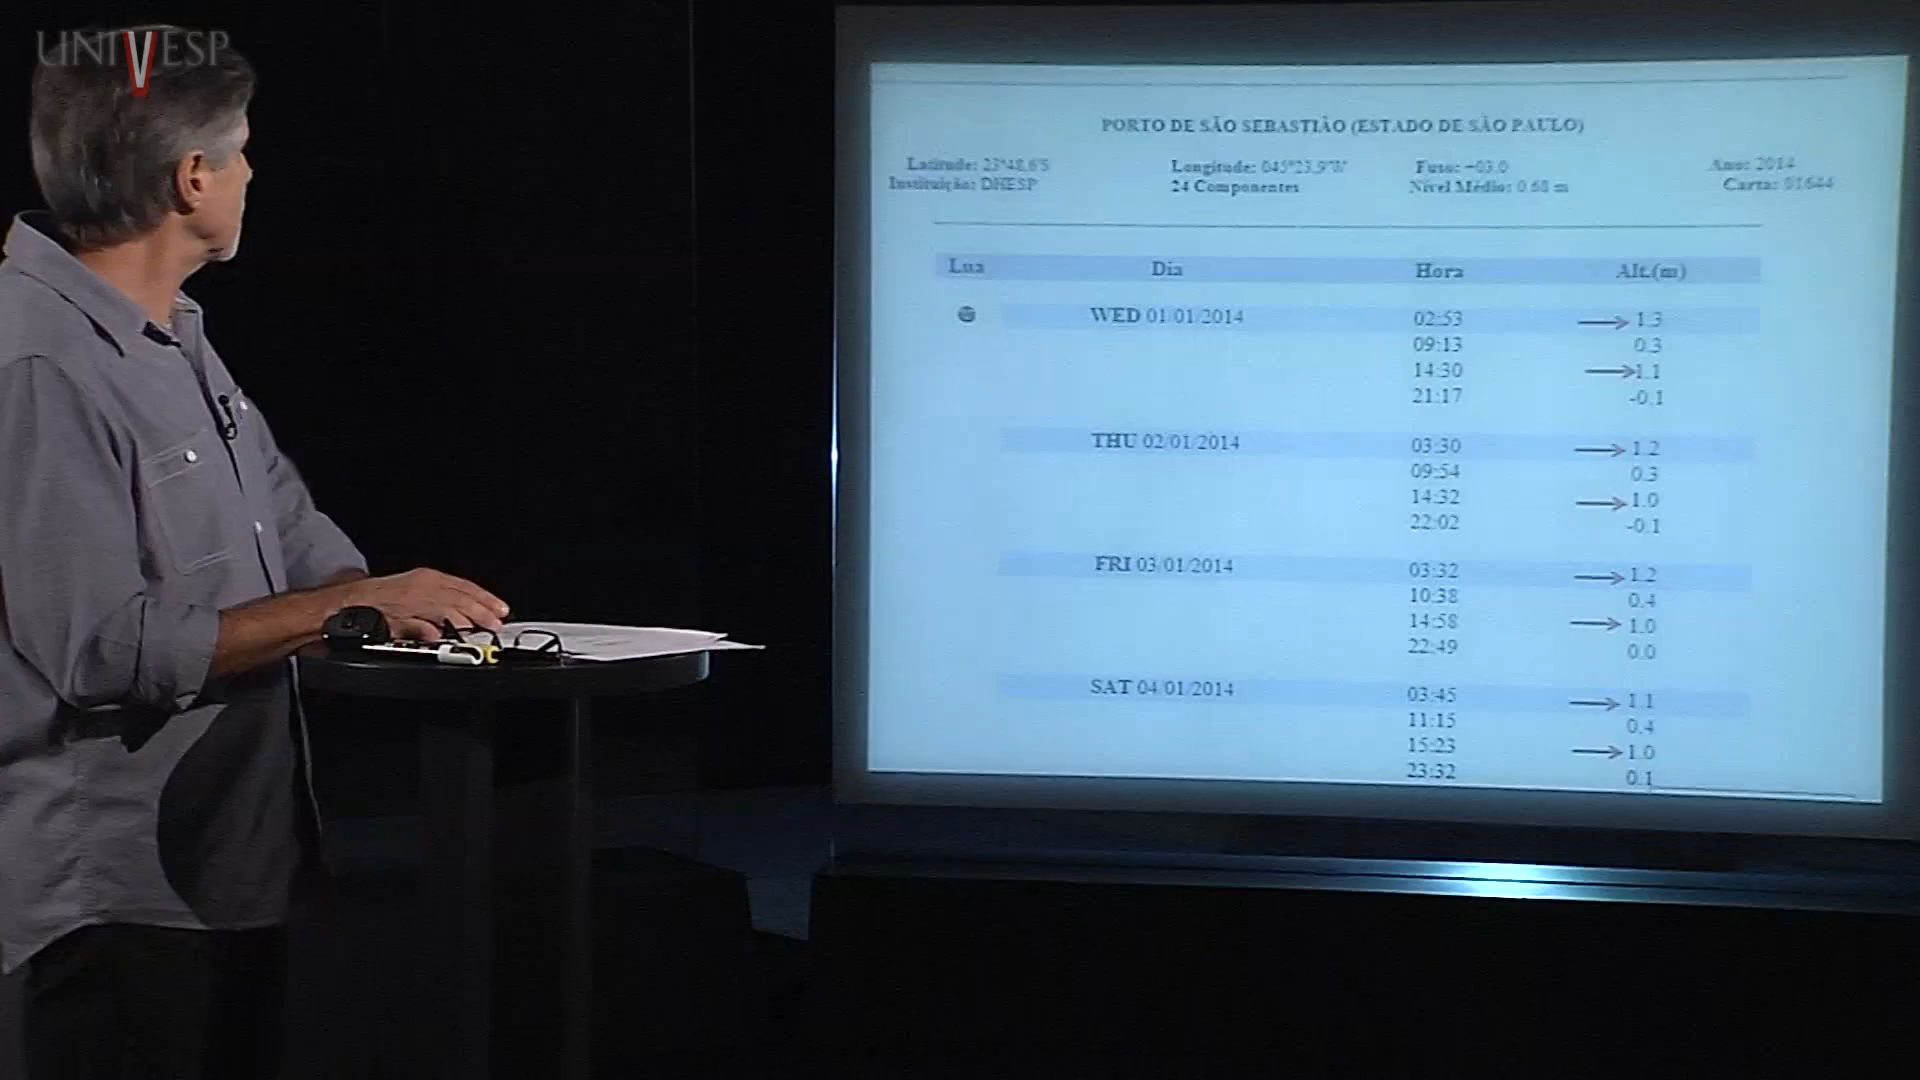 UNIVESP
PORTO DE SÃO SEBASTIÃO (ESTADO DE SÃO PAULO)
Latitude: 23°48,6'S Longitude: 045°23,9'W Fuso: +03.0 Ano: 2014
Instituição: DHESP 24 Componentes Nível Médio: 0.68 m Carta: 01644
Lua Dia Hora Alt.(m)
WED 01/01/2014 02:53 → 1.3
09:13 0.3
14:30 → 1.1
21:17 -0.1
THU 02/01/2014 03:30 → 1.2
09:54 0.3
14:32 → 1.0
22:02 -0.1
FRI 03/01/2014 03:32 → 1.2
10:38 0.4
14:58 → 1.0
22:49 0.0
SAT 04/01/2014 03:45 → 1.1
11:15 0.4
15:23 → 1.0
23:32 0.1